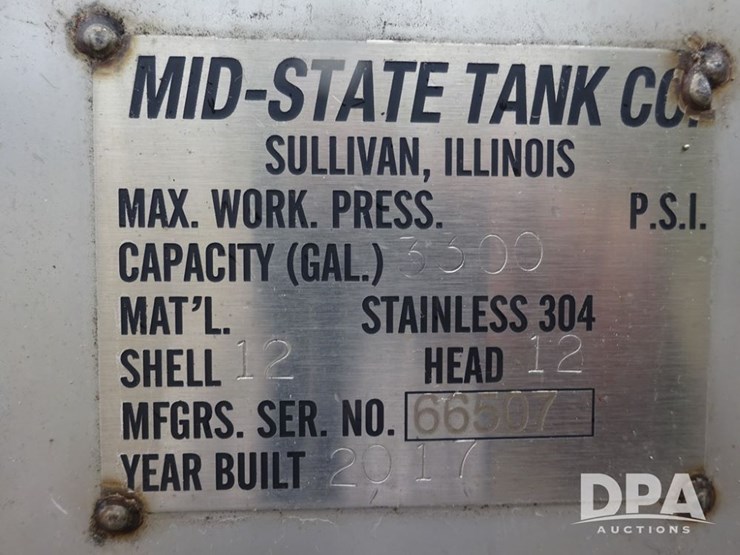 MID-STATE TANK CO.
SULLIVAN, ILLINOIS
MAX. WORK. PRESS. P.S.I.
CAPACITY (GAL.) 3300
MAT'L. STAINLESS 304
SHELL 12 HEAD 12
MFGRS. SER. NO. 66507
YEAR BUILT 2017
DPA
AUCTIONS